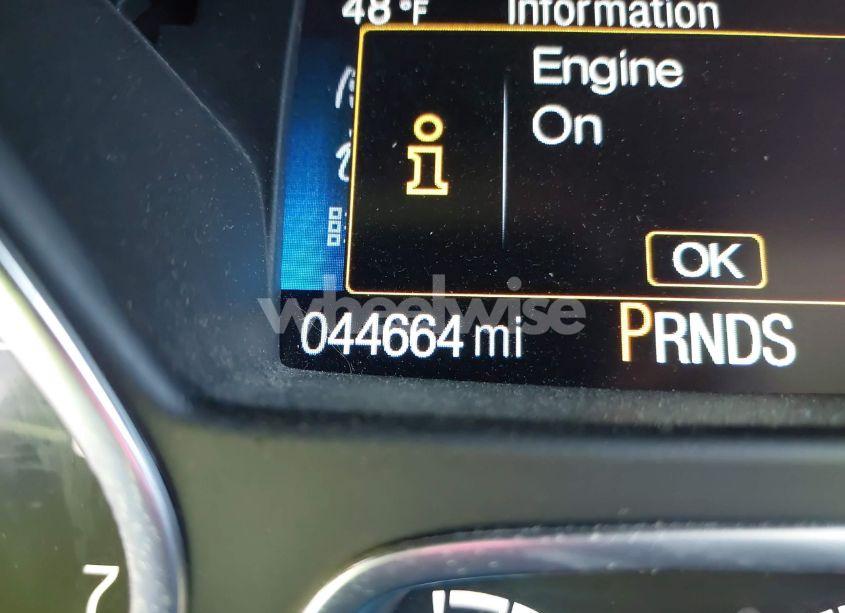 48°F Information
Engine
On
i
OK
wheelwise
044664 mi PRNDS
7